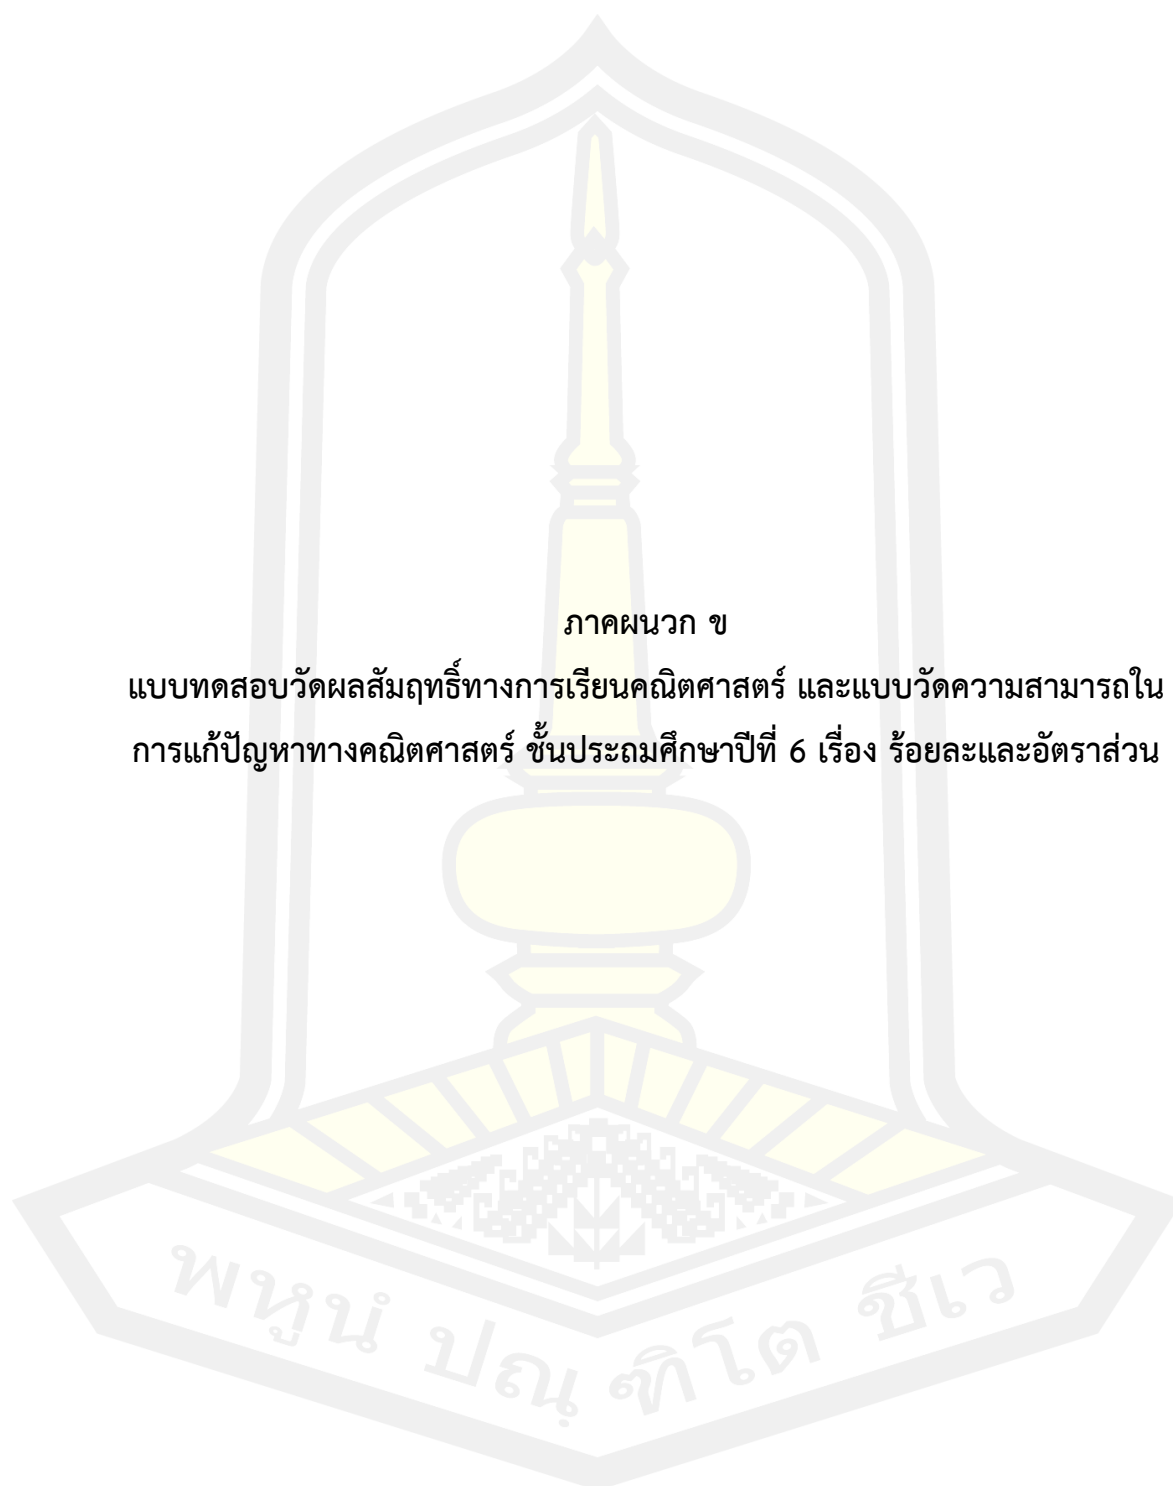 ภาคผนวก ข
แบบทดสอบวัดผลสัมฤทธิ์ทางการเรียนคณิตศาสตร์ และแบบวัดความสามารถใน
การแก้ปัญหาทางคณิตศาสตร์ ชั้นประถมศึกษาปีที่ 6 เรื่อง ร้อยละและอัตราส่วน
พหูนํ ปณฺฑิโต ชีเว